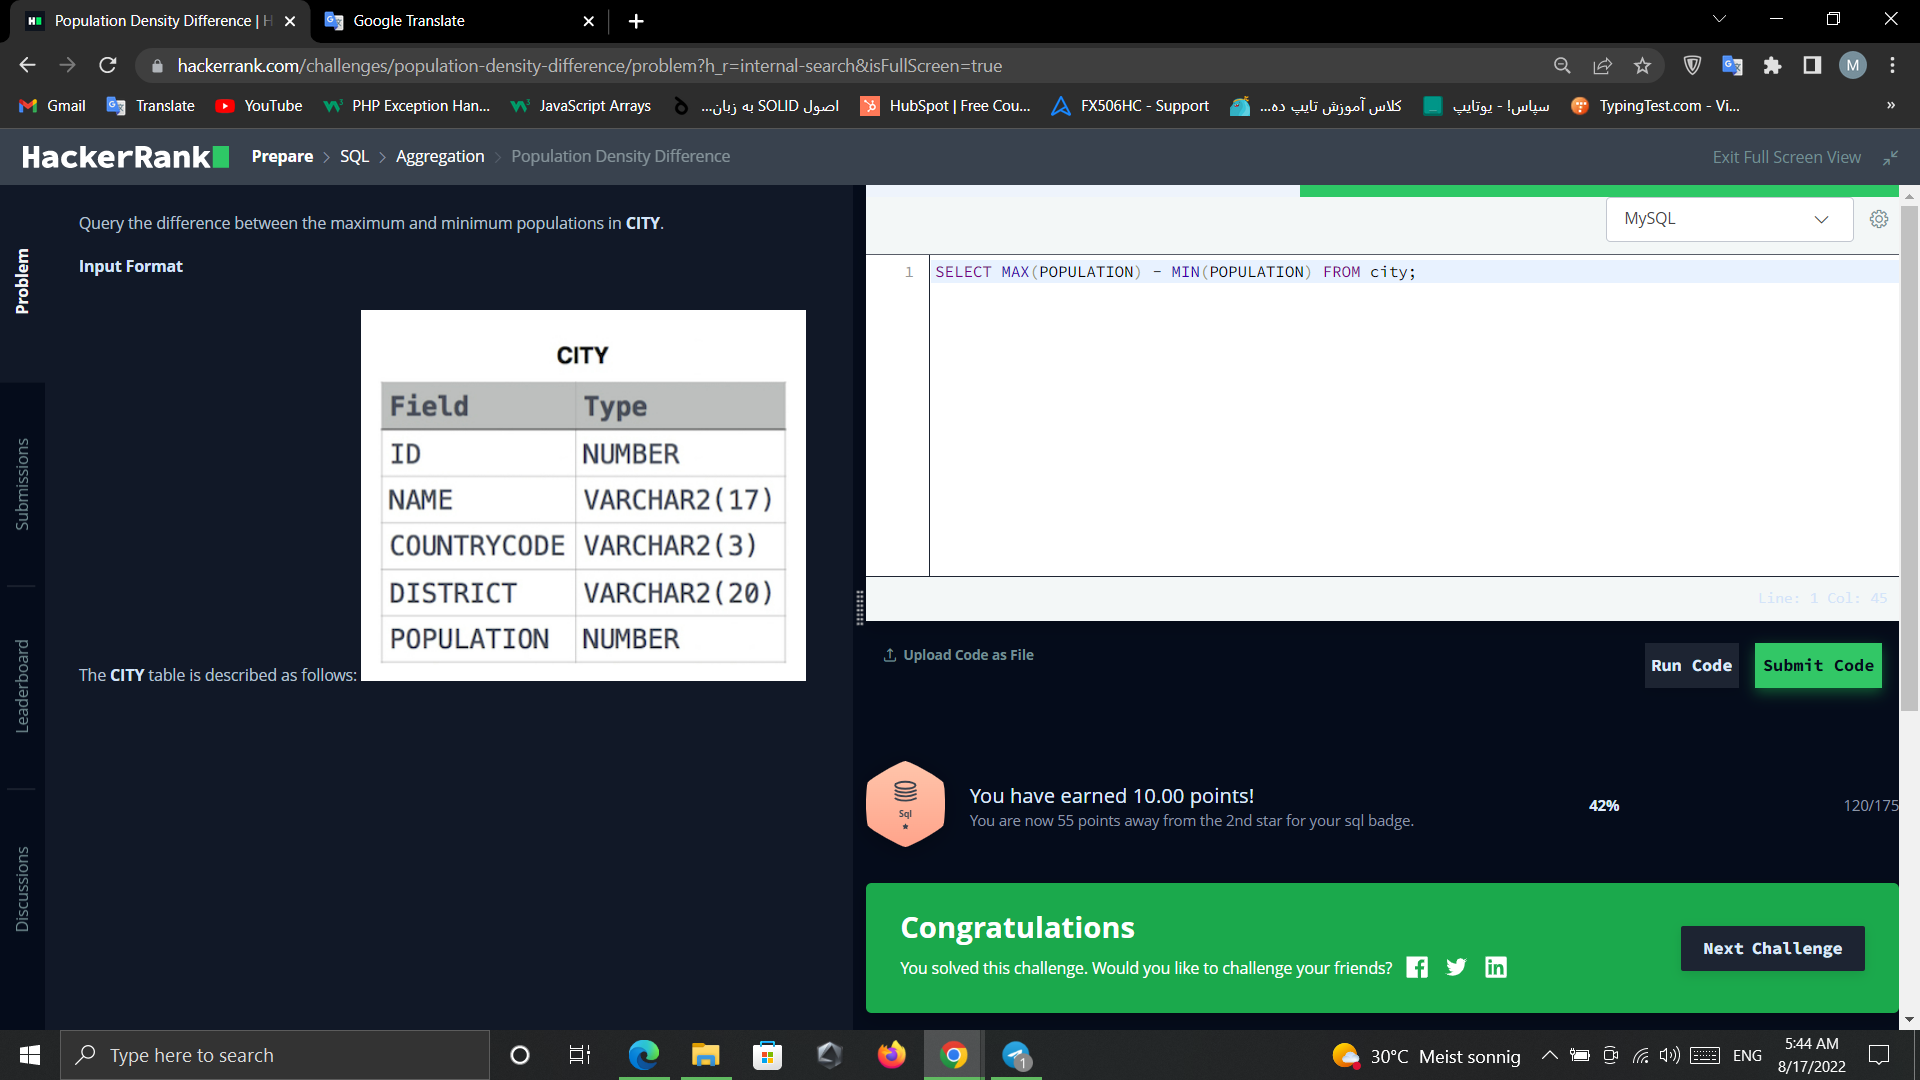 Population Density Difference | H
Google Translate
hackerrank.com/challenges/population-density-difference/problem?h_r=internal-search&isFullScreen=true
M
Gmail
Translate
YouTube
PHP Exception Han...
JavaScript Arrays
اصول SOLID به زبان...
HubSpot | Free Cou...
FX506HC - Support
کلاس آموزش تایپ ده...
سپاس! - یوتایپ
TypingTest.com - Vi...
»
HackerRank
Prepare > SQL > Aggregation > Population Density Difference
Exit Full Screen View
Problem
Submissions
Leaderboard
Discussions
Query the difference between the maximum and minimum populations in CITY.
Input Format
CITY
Field Type
ID NUMBER
NAME VARCHAR2(17)
COUNTRYCODE VARCHAR2(3)
DISTRICT VARCHAR2(20)
POPULATION NUMBER
The CITY table is described as follows:
MySQL
1 SELECT MAX(POPULATION) - MIN(POPULATION) FROM city;
Line: 1 Col: 45
Upload Code as File
Run Code
Submit Code
Sql
You have earned 10.00 points!
You are now 55 points away from the 2nd star for your sql badge.
42%
120/175
Congratulations
You solved this challenge. Would you like to challenge your friends?
Next Challenge
Type here to search
1
30°C Meist sonnig
ENG
5:44 AM
8/17/2022